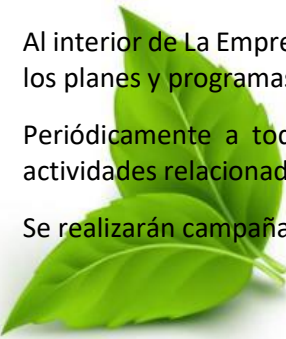 Al interior de La Empre
los planes y programas
Periódicamente a tod
actividades relacionad
Se realizarán campaña